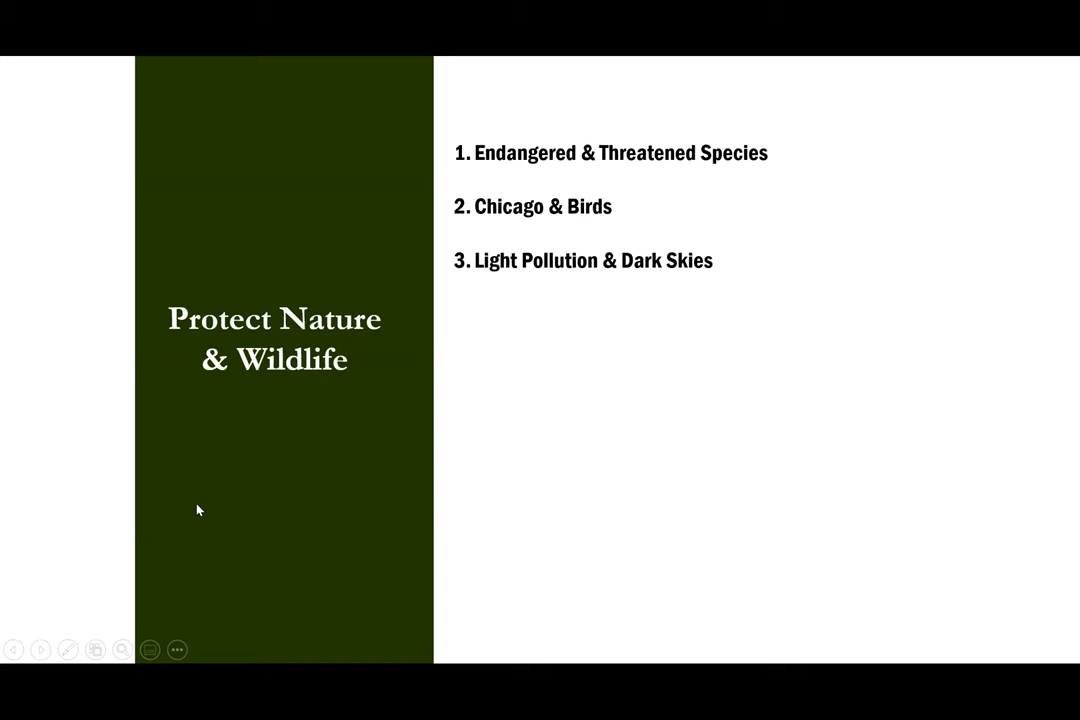 Protect Nature
& Wildlife
1. Endangered & Threatened Species
2. Chicago & Birds
3. Light Pollution & Dark Skies